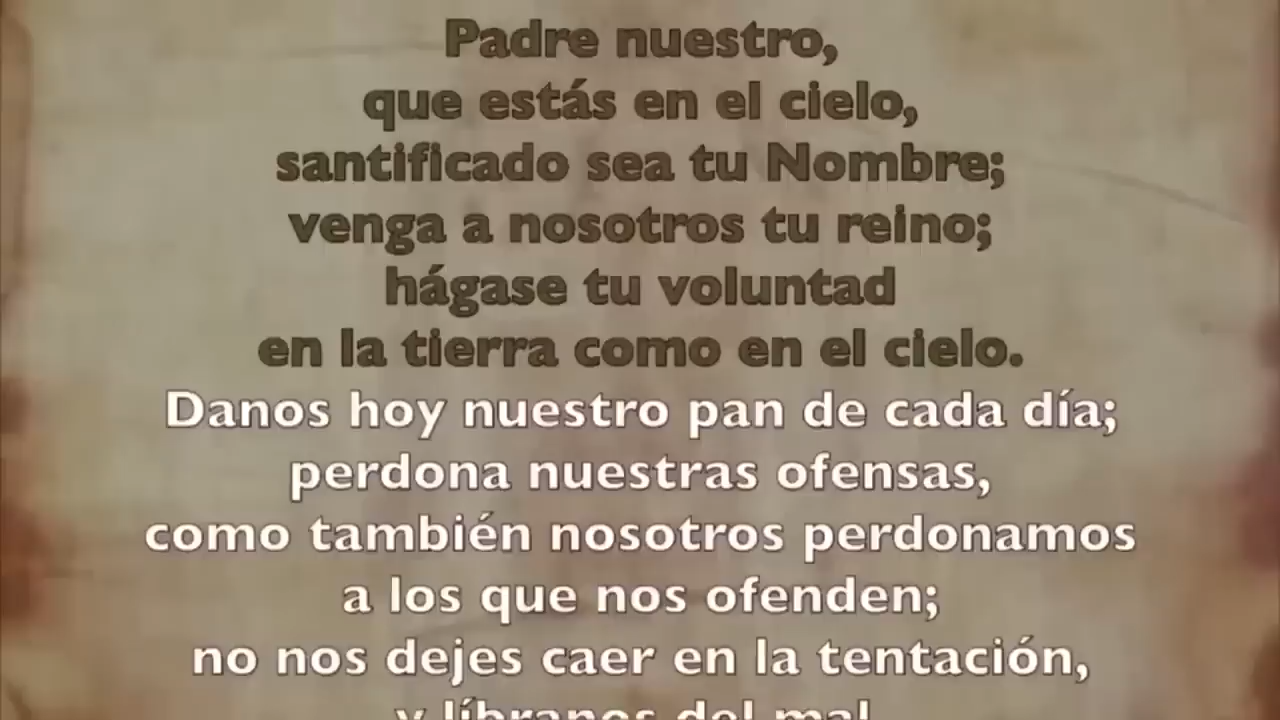 Padre nuestro,
que estás en el cielo,
santificado sea tu Nombre;
venga a nosotros tu reino;
hágase tu voluntad
en la tierra como en el cielo.
Danos hoy nuestro pan de cada día;
perdona nuestras ofensas,
como también nosotros perdonamos
a los que nos ofenden;
no nos dejes caer en la tentación,
y líbranos del mal